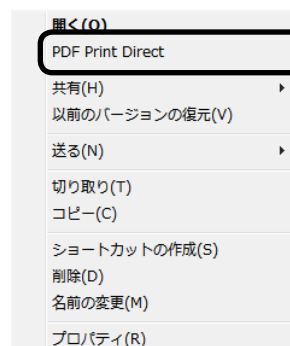 開く(O)
PDF Print Direct
共有(H)
以前のバージョンの復元(V)
送る(N)
切り取り(T)
コピー(C)
ショートカットの作成(S)
削除(D)
名前の変更(M)
プロパティ(R)